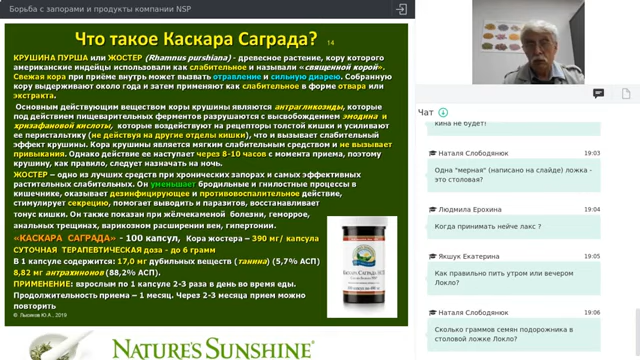 Борьба с запорами и продукты компании NSP
Что такое Каскара Саграда? 14
КРУШИНА ПУРША или ЖОСТЕР (Rhamnus purshiana) - древесное растение, кору которого
американские индейцы использовали как слабительное и называли «священной корой».
Свежая кора при приёме внутрь может вызвать отравление и сильную диарею. Собранную
кору выдерживают около года и затем применяют как слабительное в форме отвара или
экстракта.
Основным действующим веществом коры крушины являются антрагликозиды, которые
под действием пищеварительных ферментов разрушаются с высвобождением эмодина и
хризафановой кислоты, которые воздействуют на рецепторы толстой кишки и усиливают
ее перистальтику (не действуя на другие отделы кишки), что и вызывает слабительный
эффект крушины. Кора крушины является мягким слабительным средством и не вызывает
привыкания. Однако действие ее наступает через 8-10 часов с момента приема, поэтому
крушину, как правило, следует назначать на ночь.
ЖОСТЕР – одно из лучших средств при хронических запорах и самых эффективных
растительных слабительных. Он уменьшает бродильные и гнилостные процессы в
кишечнике, оказывает дезинфицирующее и противовоспалительное действие,
стимулирует секрецию, помогает выводить и паразитов, восстанавливает
тонус кишки. Он также показан при жёлчекаменой болезни, геморрое,
анальных трещинах, варикозном расширении вен, гипертонии.
«КАСКАРА САГРАДА» - 100 капсул, Кора жостера – 390 мг/ капсула
СУТОЧНАЯ ТЕРАПЕВТИЧЕСКАЯ доза - до 6 грамм
В 1 капсуле содержится: 17,0 мг дубильных веществ (танина) (5,7% АСП)
8,82 мг антрахинонов (88,2% АСП).
ПРИМЕНЕНИЕ: взрослым по 1 капсуле 2-3 раза в день во время еды.
Продолжительность приема – 1 месяц. Через 2-3 месяца прием можно
повторить
© Лысиков Ю.А., 2019
КАСКАРА САГРАДА
NATURE'S SUNSHINE
Чат
кина не будет!
Наталия Слободянюк 19:03
Одна "мерная" (написано на слайде) ложка -
это столовая?
Людмила Ерохина 19:04
Когда принимать нейче лакс ?
Якшук Екатерина 19:05
Как правильно пить утром или вечером
Локло?
Наталия Слободянюк 19:06
Сколько граммов семян подорожника в
столовой ложке Локло?